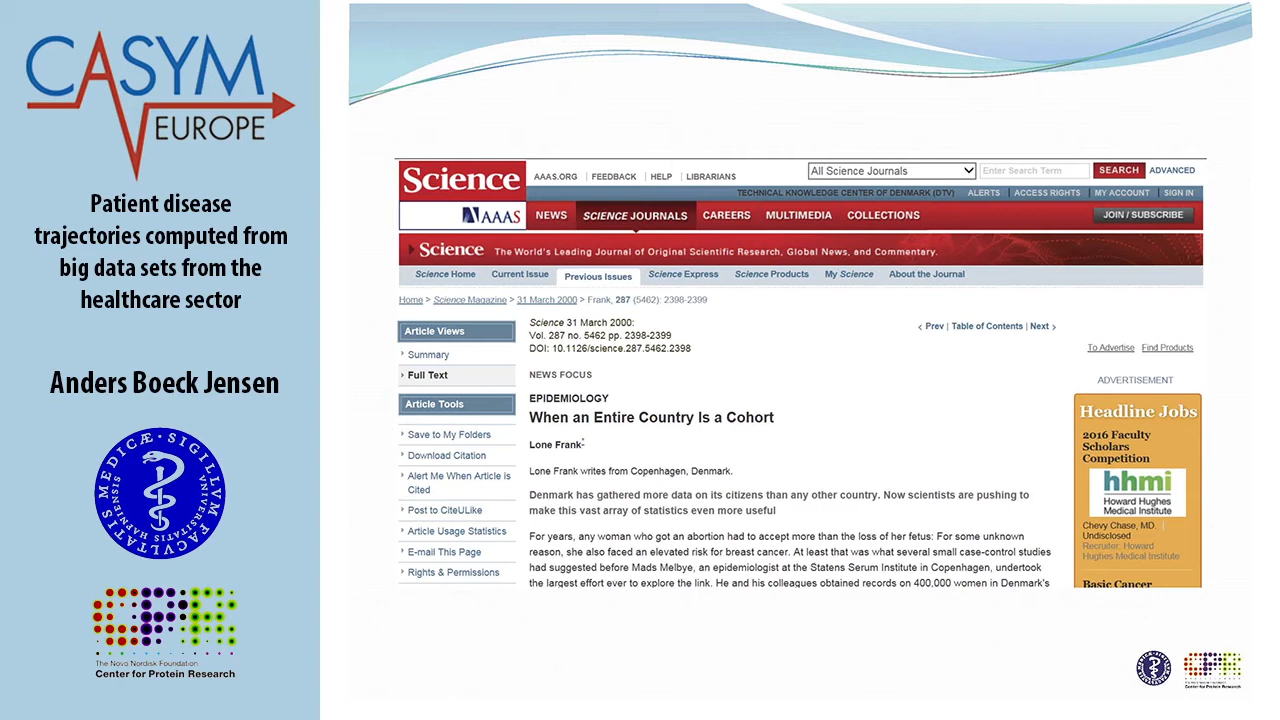 CASYM
EUROPE
Patient disease
trajectories computed from
big data sets from the
healthcare sector
Anders Boeck Jensen
CPR
The Novo Nordisk Foundation
Center for Protein Research
Science
AAAS
AAAS.ORG | FEEDBACK | HELP | LIBRARIANS
All Science Journals
Enter Search Term
SEARCH
ADVANCED
TECHNICAL KNOWLEDGE CENTER OF DENMARK (DTV)
ALERTS | ACCESS RIGHTS | MY ACCOUNT | SIGN IN
NEWS SCIENCE JOURNALS CAREERS MULTIMEDIA COLLECTIONS
JOIN / SUBSCRIBE
Science The World's Leading Journal of Original Scientific Research, Global News, and Commentary.
Science Home Current Issue Previous Issues Science Express Science Products My Science About the Journal
Home > Science Magazine > 31 March 2000 > Frank, 287 (5462): 2398-2399
Article Views
Summary
Full Text
Article Tools
Save to My Folders
Download Citation
Alert Me When Article is
Cited
Post to CiteULike
Article Usage Statistics
E-mail This Page
Rights & Permissions
Science 31 March 2000:
Vol. 287 no. 5462 pp. 2398-2399
DOI: 10.1126/science.287.5462.2398
‹ Prev | Table of Contents | Next ›
NEWS FOCUS
EPIDEMIOLOGY
When an Entire Country Is a Cohort
Lone Frank*
Lone Frank writes from Copenhagen, Denmark.
Denmark has gathered more data on its citizens than any other country. Now scientists are pushing to
make this vast array of statistics even more useful
For years, any woman who got an abortion had to accept more than the loss of her fetus: For some unknown
reason, she also faced an elevated risk for breast cancer. At least that was what several small case-control studies
had suggested before Mads Melbye, an epidemiologist at the Statens Serum Institute in Copenhagen, undertook
the largest effort ever to explore the link. He and his colleagues obtained records on 400,000 women in Denmark's
To Advertise Find Products
ADVERTISEMENT
Headline Jobs
2016 Faculty
Scholars
Competition
hhmi
Howard Hughes
Medical Institute
Chevy Chase, MD.
Undisclosed
Recruiter: Howard
Hughes Medical Institute
Basic Cancer
CPR